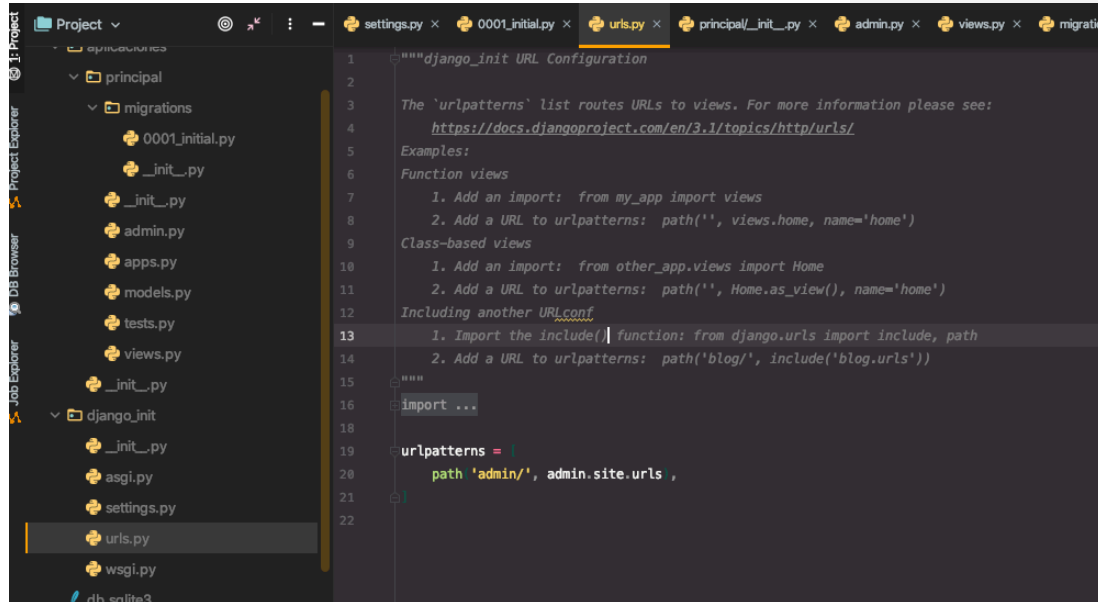 Project
settings.py
0001_initial.py
urls.py
principal/__init__.py
admin.py
views.py
migrati
1: Project
Project Explorer
DB Browser
Job Explorer
aplicaciones
principal
migrations
0001_initial.py
__init__.py
__init__.py
admin.py
apps.py
models.py
tests.py
views.py
__init__.py
django_init
__init__.py
asgi.py
settings.py
urls.py
wsgi.py
db.sqlite3
1 """django_init URL Configuration
2
3 The `urlpatterns` list routes URLs to views. For more information please see:
4 https://docs.djangoproject.com/en/3.1/topics/http/urls/
5 Examples:
6 Function views
7 1. Add an import:  from my_app import views
8 2. Add a URL to urlpatterns:  path('', views.home, name='home')
9 Class-based views
10 1. Add an import:  from other_app.views import Home
11 2. Add a URL to urlpatterns:  path('', Home.as_view(), name='home')
12 Including another URLconf
13 1. Import the include() function: from django.urls import include, path
14 2. Add a URL to urlpatterns:  path('blog/', include('blog.urls'))
15 """
16 import ...
18
19 urlpatterns = [
20 path('admin/', admin.site.urls),
21 ]
22